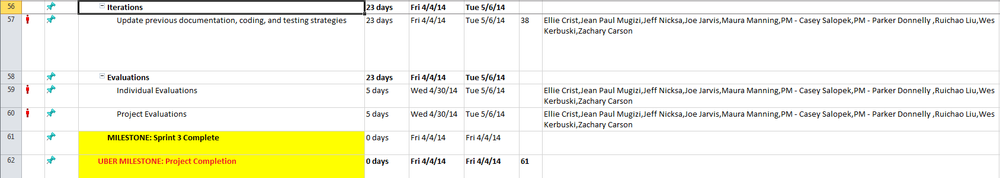 56 Iterations 23 days Fri 4/4/14 Tue 5/6/14
57 Update previous documentation, coding, and testing strategies 23 days Fri 4/4/14 Tue 5/6/14 38 Ellie Crist,Jean Paul Mugizi,Jeff Nicksa,Joe Jarvis,Maura Manning,PM - Casey Salopek,PM - Parker Donnelly ,Ruichao Liu,Wes
Kerbuski,Zachary Carson
58 Evaluations 23 days Fri 4/4/14 Tue 5/6/14
59 Individual Evaluations 5 days Wed 4/30/14 Tue 5/6/14 Ellie Crist,Jean Paul Mugizi,Jeff Nicksa,Joe Jarvis,Maura Manning,PM - Casey Salopek,PM - Parker Donnelly ,Ruichao Liu,Wes
Kerbuski,Zachary Carson
60 Project Evaluations 5 days Wed 4/30/14 Tue 5/6/14 Ellie Crist,Jean Paul Mugizi,Jeff Nicksa,Joe Jarvis,Maura Manning,PM - Casey Salopek,PM - Parker Donnelly ,Ruichao Liu,Wes
Kerbuski,Zachary Carson
61 MILESTONE: Sprint 3 Complete 0 days Fri 4/4/14 Fri 4/4/14
62 UBER MILESTONE: Project Completion 0 days Fri 4/4/14 Fri 4/4/14 61